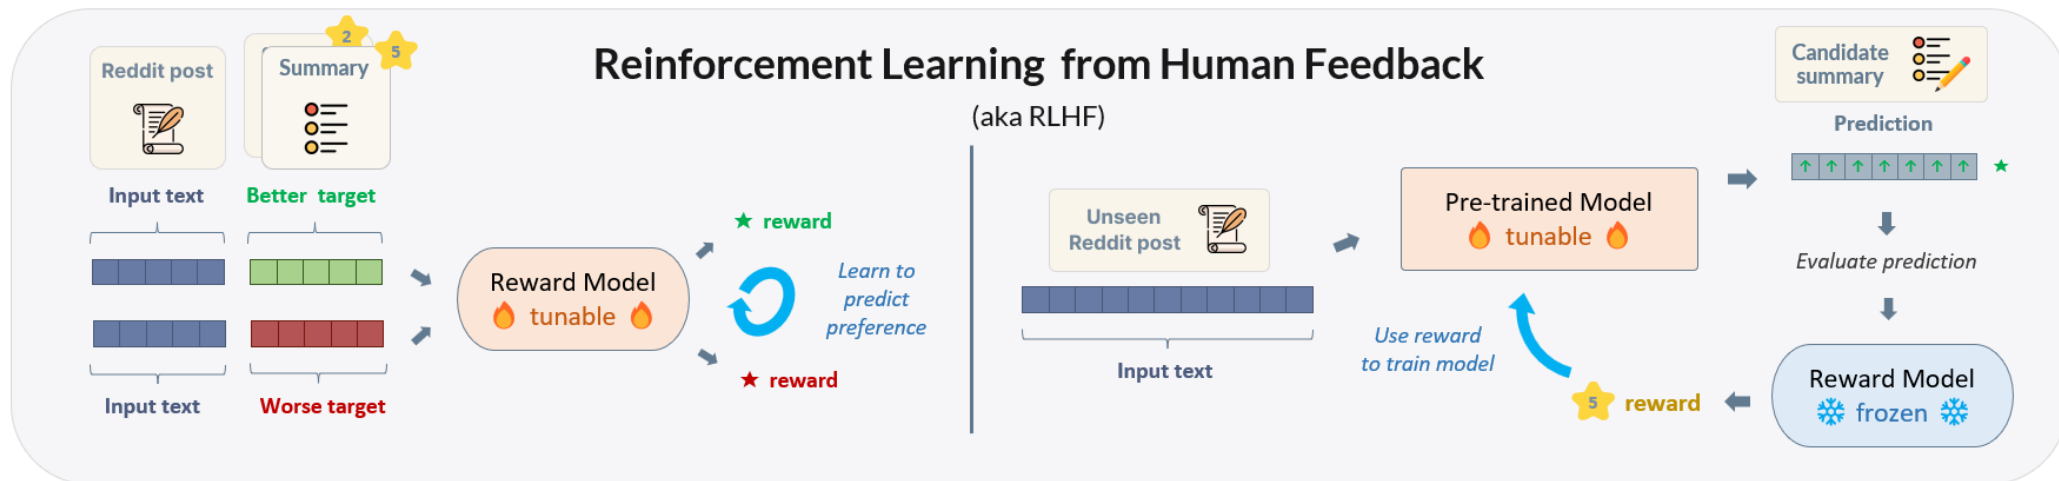 Reinforcement Learning from Human Feedback
(aka RLHF)
Reddit post
2
5
Summary
Input text
Better target
Input text
Worse target
Reward Model
tunable
reward
Learn to
predict
preference
reward
Unseen
Reddit post
Input text
Pre-trained Model
tunable
Candidate
summary
Prediction
Evaluate prediction
Reward Model
frozen
5
reward
Use reward
to train model